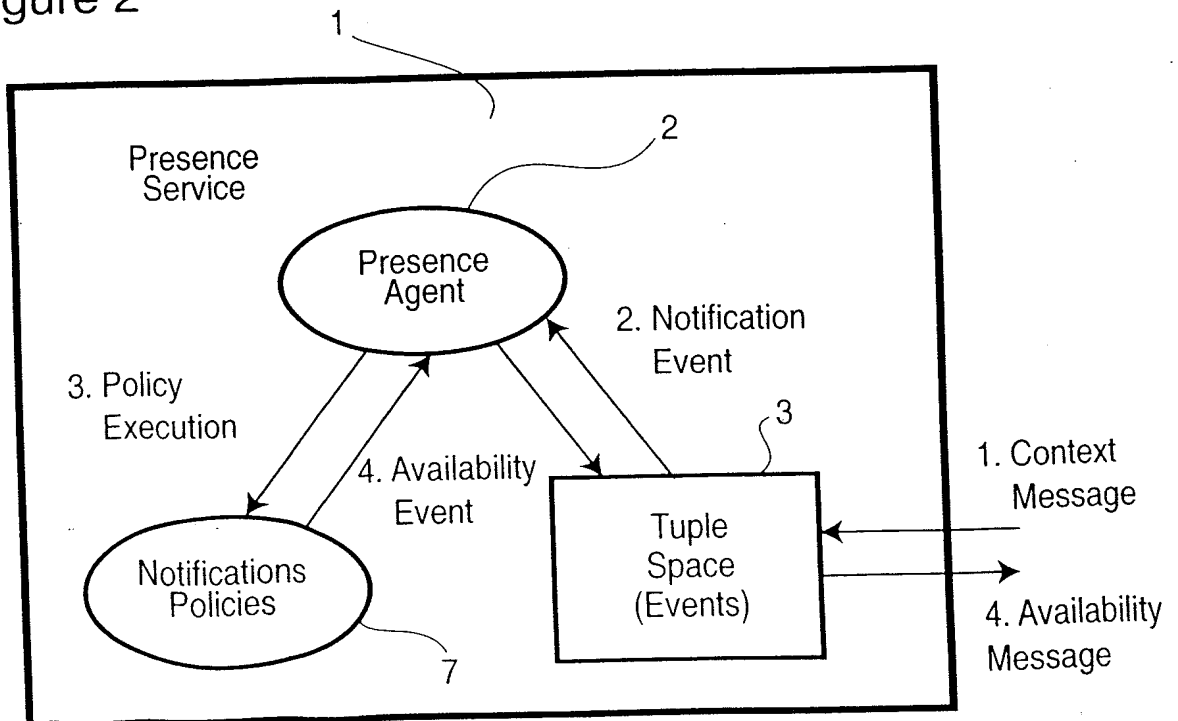 gure 2
1
2
Presence
Service
Presence
Agent
2. Notification
Event
3. Policy
Execution
3
4. Availability
Event
1. Context
Message
Tuple
Space
(Events)
Notifications
Policies
4. Availability
Message
7